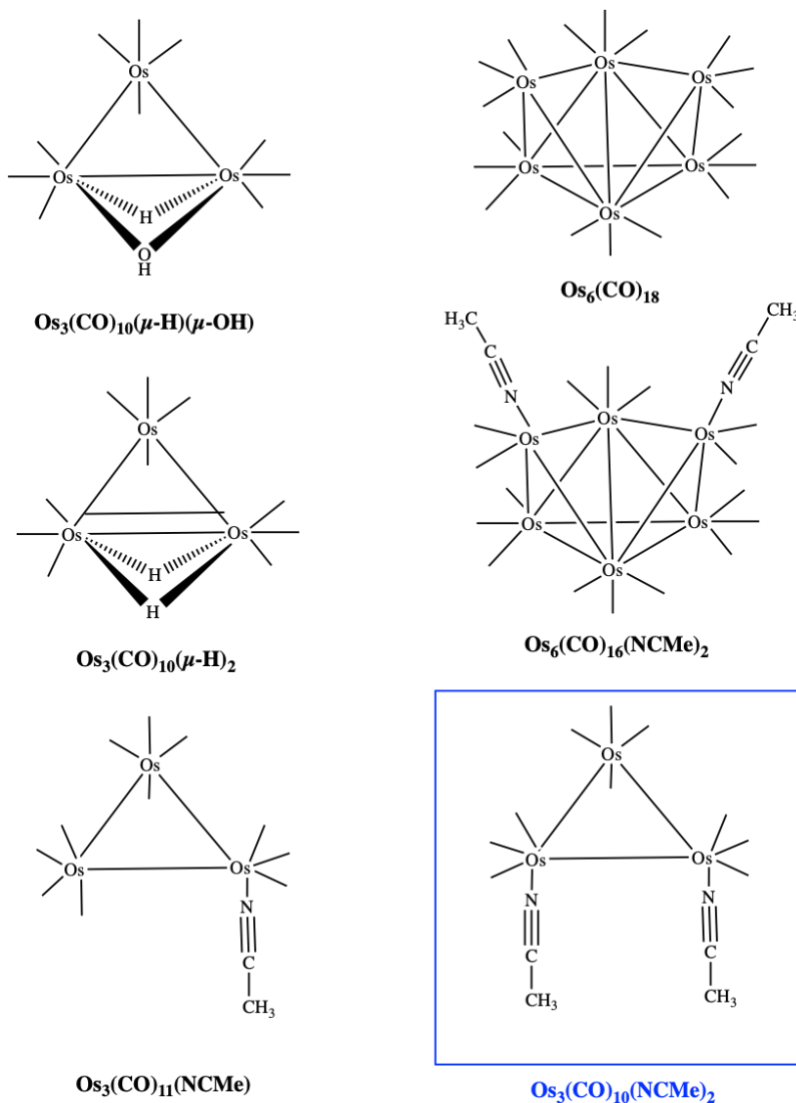 Os
Os Os
H
O
H
Os₃(CO)₁₀(μ-H)(μ-OH)
Os Os Os
Os Os
Os
Os₆(CO)₁₈
Os
Os Os
H
H
Os₃(CO)₁₀(μ-H)₂
H₃C CH₃
C C
N N
Os Os Os
Os Os
Os
Os₆(CO)₁₆(NCMe)₂
Os
Os Os
N
C
CH₃
Os₃(CO)₁₁(NCMe)
Os
Os Os
N N
C C
CH₃ CH₃
Os₃(CO)₁₀(NCMe)₂